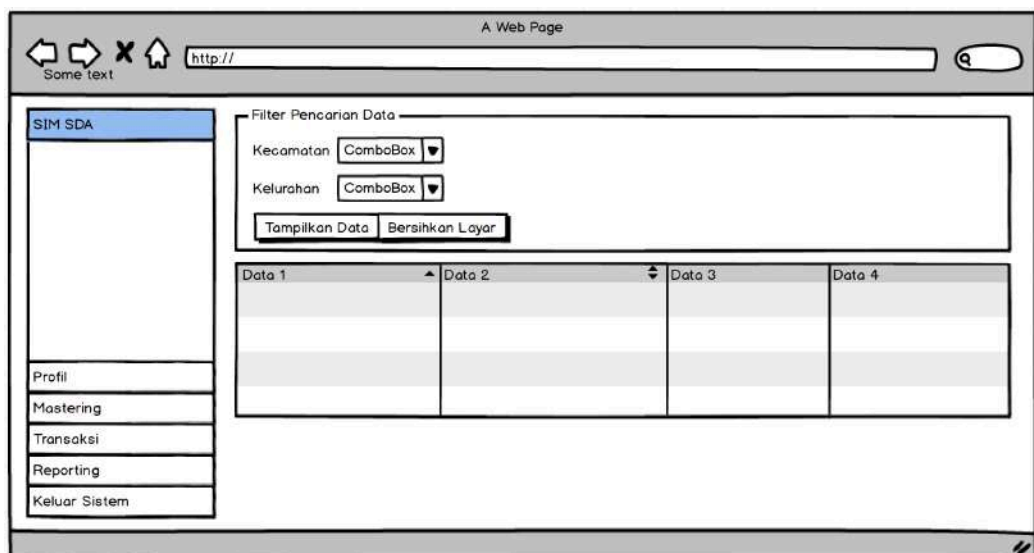 A Web Page
http://
Some text
SIM SDA
Profil
Mastering
Transaksi
Reporting
Keluar Sistem
Filter Pencarian Data
Kecamatan ComboBox
Kelurahan ComboBox
Tampilkan Data Bersihkan Layar
Data 1 Data 2 Data 3 Data 4